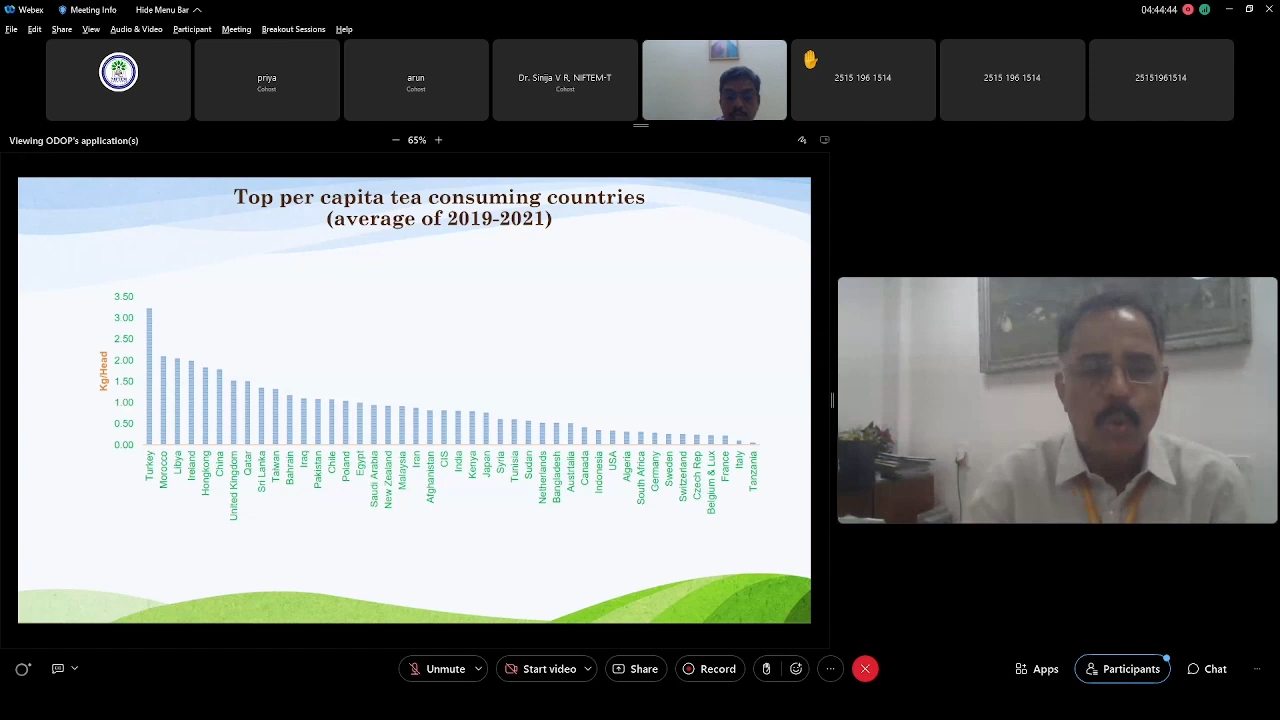 Webex
Meeting Info
Hide Menu Bar
04:44:44
File
Edit
Share
View
Audio & Video
Participant
Meeting
Breakout Sessions
Help
priya
Cohost
arun
Cohost
Dr. Sinija V R, NIFTEM-T
Cohost
2515 196 1514
2515 196 1514
25151961514
Viewing ODOP's application(s)
65%
Top per capita tea consuming countries
(average of 2019-2021)
Kg/Head
3.50
3.00
2.50
2.00
1.50
1.00
0.50
0.00
Turkey
Morocco
Libya
Ireland
Hongkong
China
United Kingdom
Qatar
Sri Lanka
Taiwan
Bahrain
Iraq
Pakistan
Chile
Poland
Egypt
Saudi Arabia
New Zealand
Malaysia
Iran
Afghanistan
CIS
India
Kenya
Japan
Syria
Tunisia
Sudan
Netherlands
Bangladesh
Austrtalia
Canada
Indonesia
USA
Algeria
South Africa
Germany
Sweden
Switzerland
Czech Rep
Belgium & Lux
France
Italy
Tanzania
Unmute
Start video
Share
Record
Apps
Participants
Chat